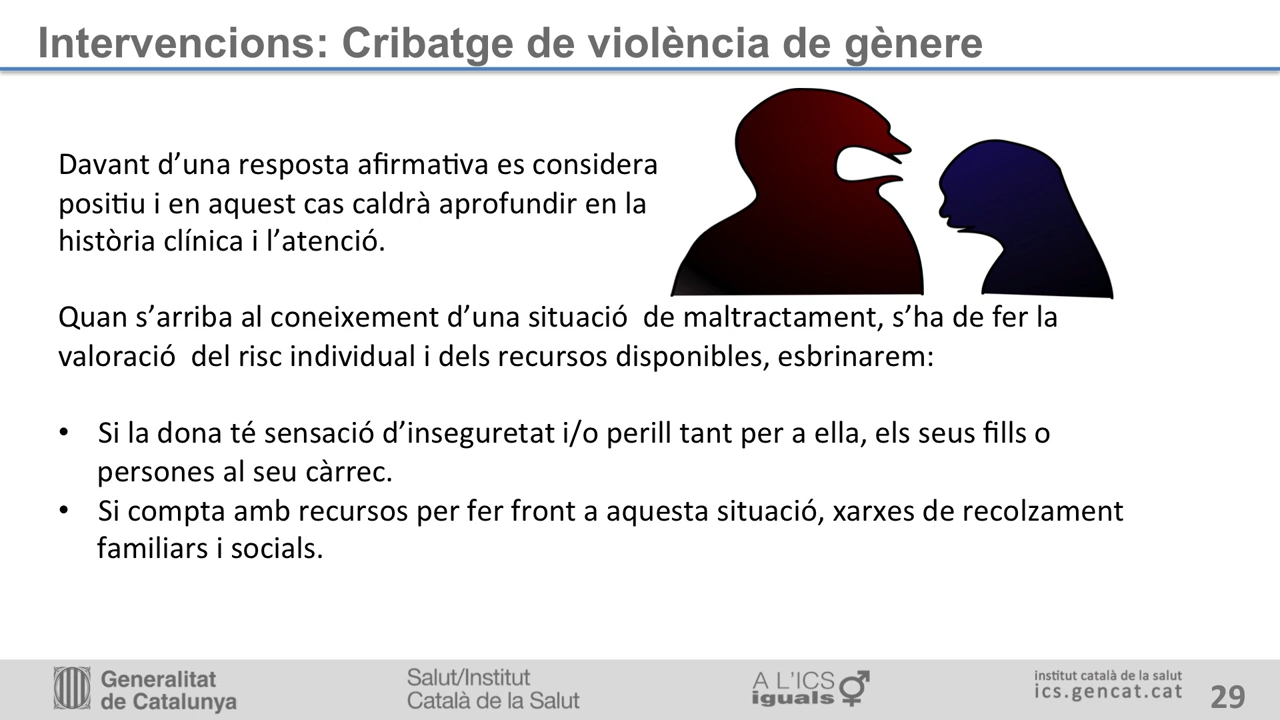 Intervencions: Cribatge de violència de gènere
Davant d’una resposta afirmativa es considera
positiu i en aquest cas caldrà aprofundir en la
història clínica i l’atenció.
Quan s’arriba al coneixement d’una situació  de maltractament, s’ha de fer la
valoració  del risc individual i dels recursos disponibles, esbrinarem:
• Si la dona té sensació d’inseguretat i/o perill tant per a ella, els seus fills o
persones al seu càrrec.
• Si compta amb recursos per fer front a aquesta situació, xarxes de recolzament
familiars i socials.
Generalitat
de Catalunya
Salut/Institut
Català de la Salut
A L'ICS
iguals
institut català de la salut
ics.gencat.cat
29